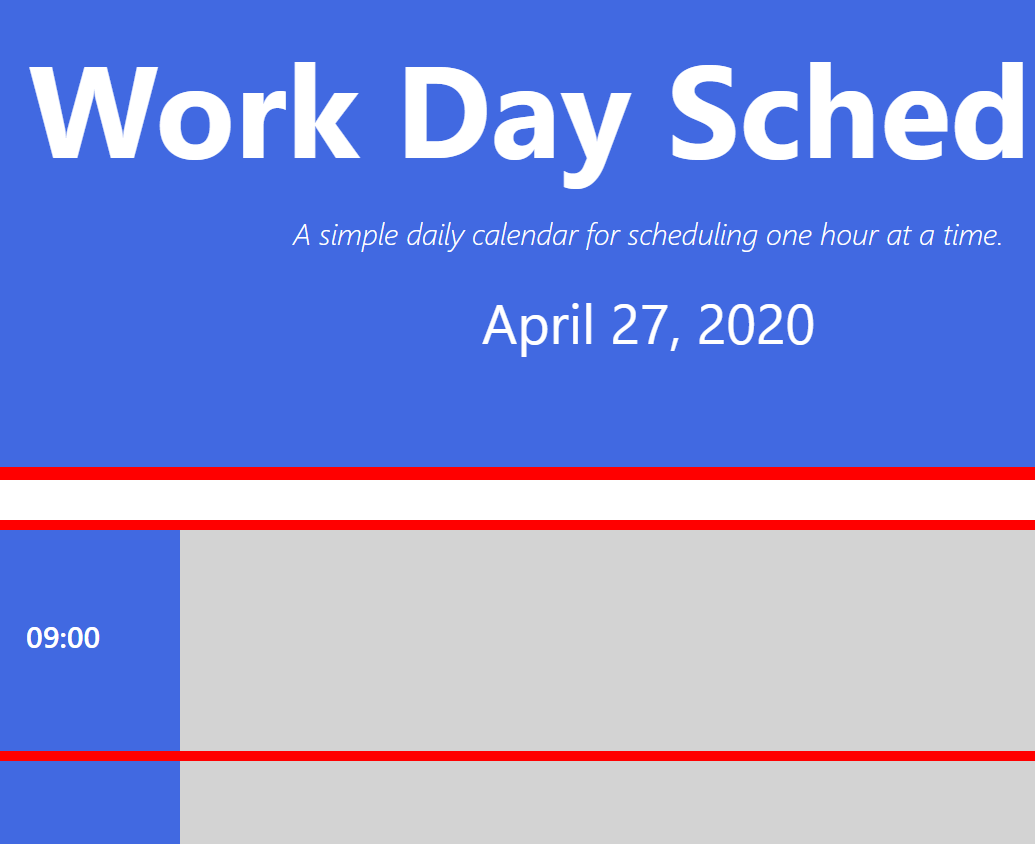 Work Day Sched
A simple daily calendar for scheduling one hour at a time.
April 27, 2020
09:00